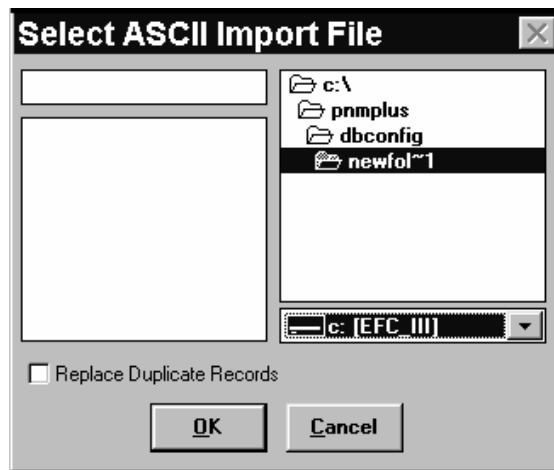 Select ASCII Import File
c:\
pnmplus
dbconfig
newfol~1
c: [EFC_III]
Replace Duplicate Records
OK
Cancel